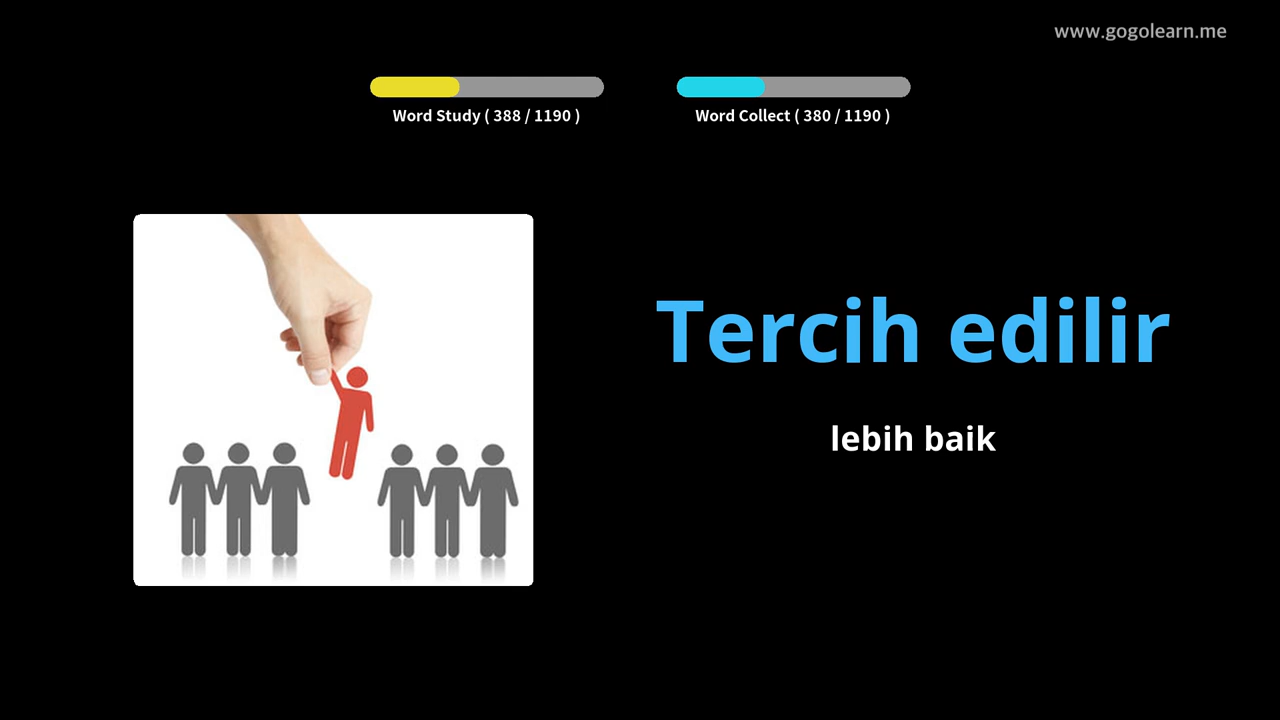 www.gogolearn.me
Word Study ( 388 / 1190 )
Word Collect ( 380 / 1190 )
Tercih edilir
lebih baik